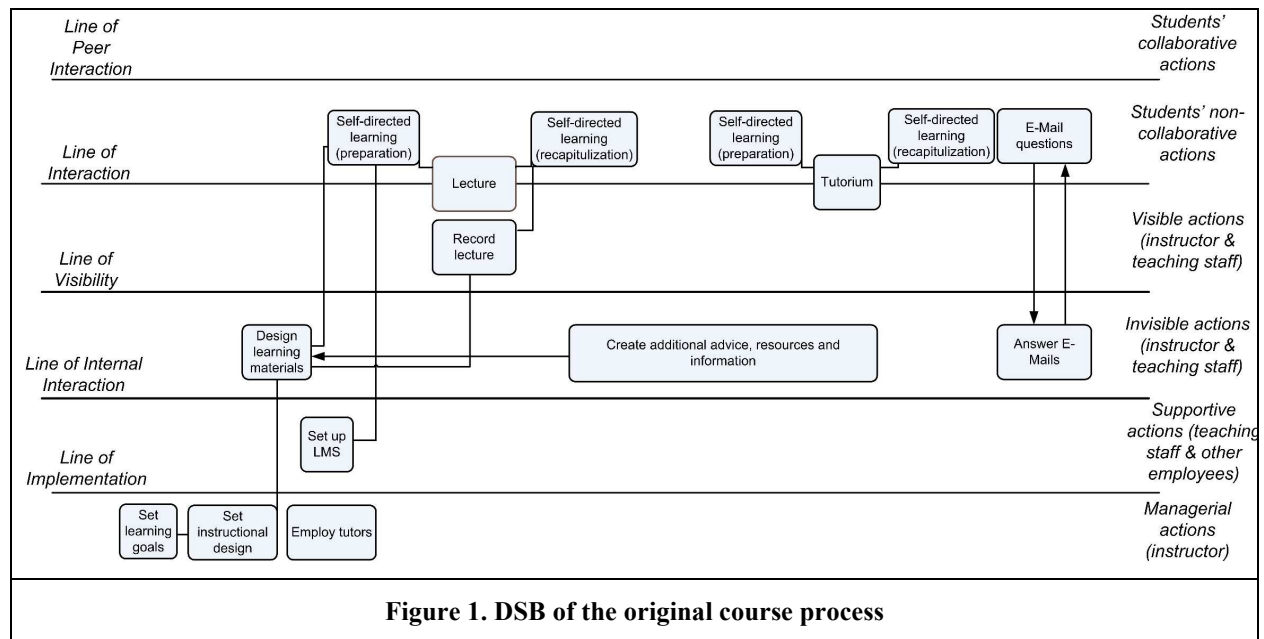 Line of
Peer
Interaction
Students'
collaborative
actions
Self-directed
learning
(preparation)
Self-directed
learning
(recapitulization)
Self-directed
learning
(preparation)
Self-directed
learning
(recapitulization)
E-Mail
questions
Students' non-
collaborative
actions
Line of
Interaction
Lecture
Tutorium
Record
lecture
Visible actions
(instructor &
teaching staff)
Line of
Visibility
Design
learning
materials
Create additional advice, resources and
information
Answer E-
Mails
Invisible actions
(instructor &
teaching staff)
Line of Internal
Interaction
Set up
LMS
Supportive
actions (teaching
staff & other
employees)
Line of
Implementation
Set
learning
goals
Set
instructional
design
Employ tutors
Managerial
actions
(instructor)
Figure 1. DSB of the original course process